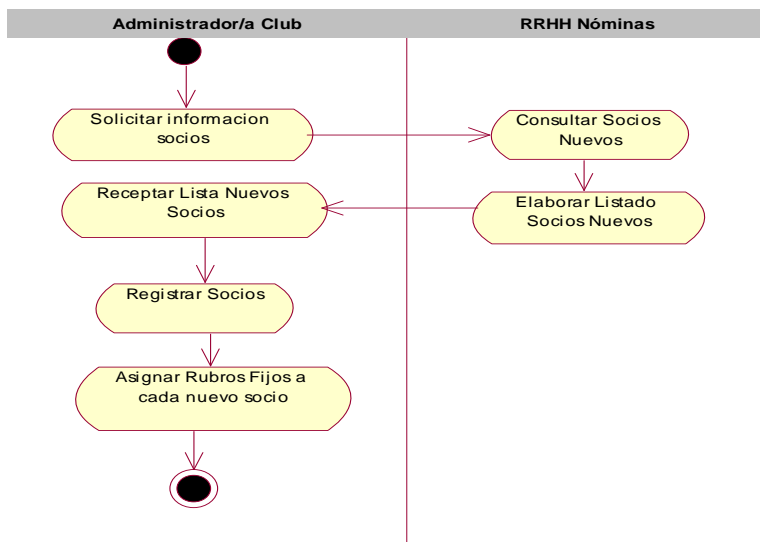 Administrador/a Club
RRHH Nóminas
Solicitar informacion
socios
Consultar Socios
Nuevos
Receptar Lista Nuevos
Socios
Elaborar Listado
Socios Nuevos
Registrar Socios
Asignar Rubros Fijos a
cada nuevo socio